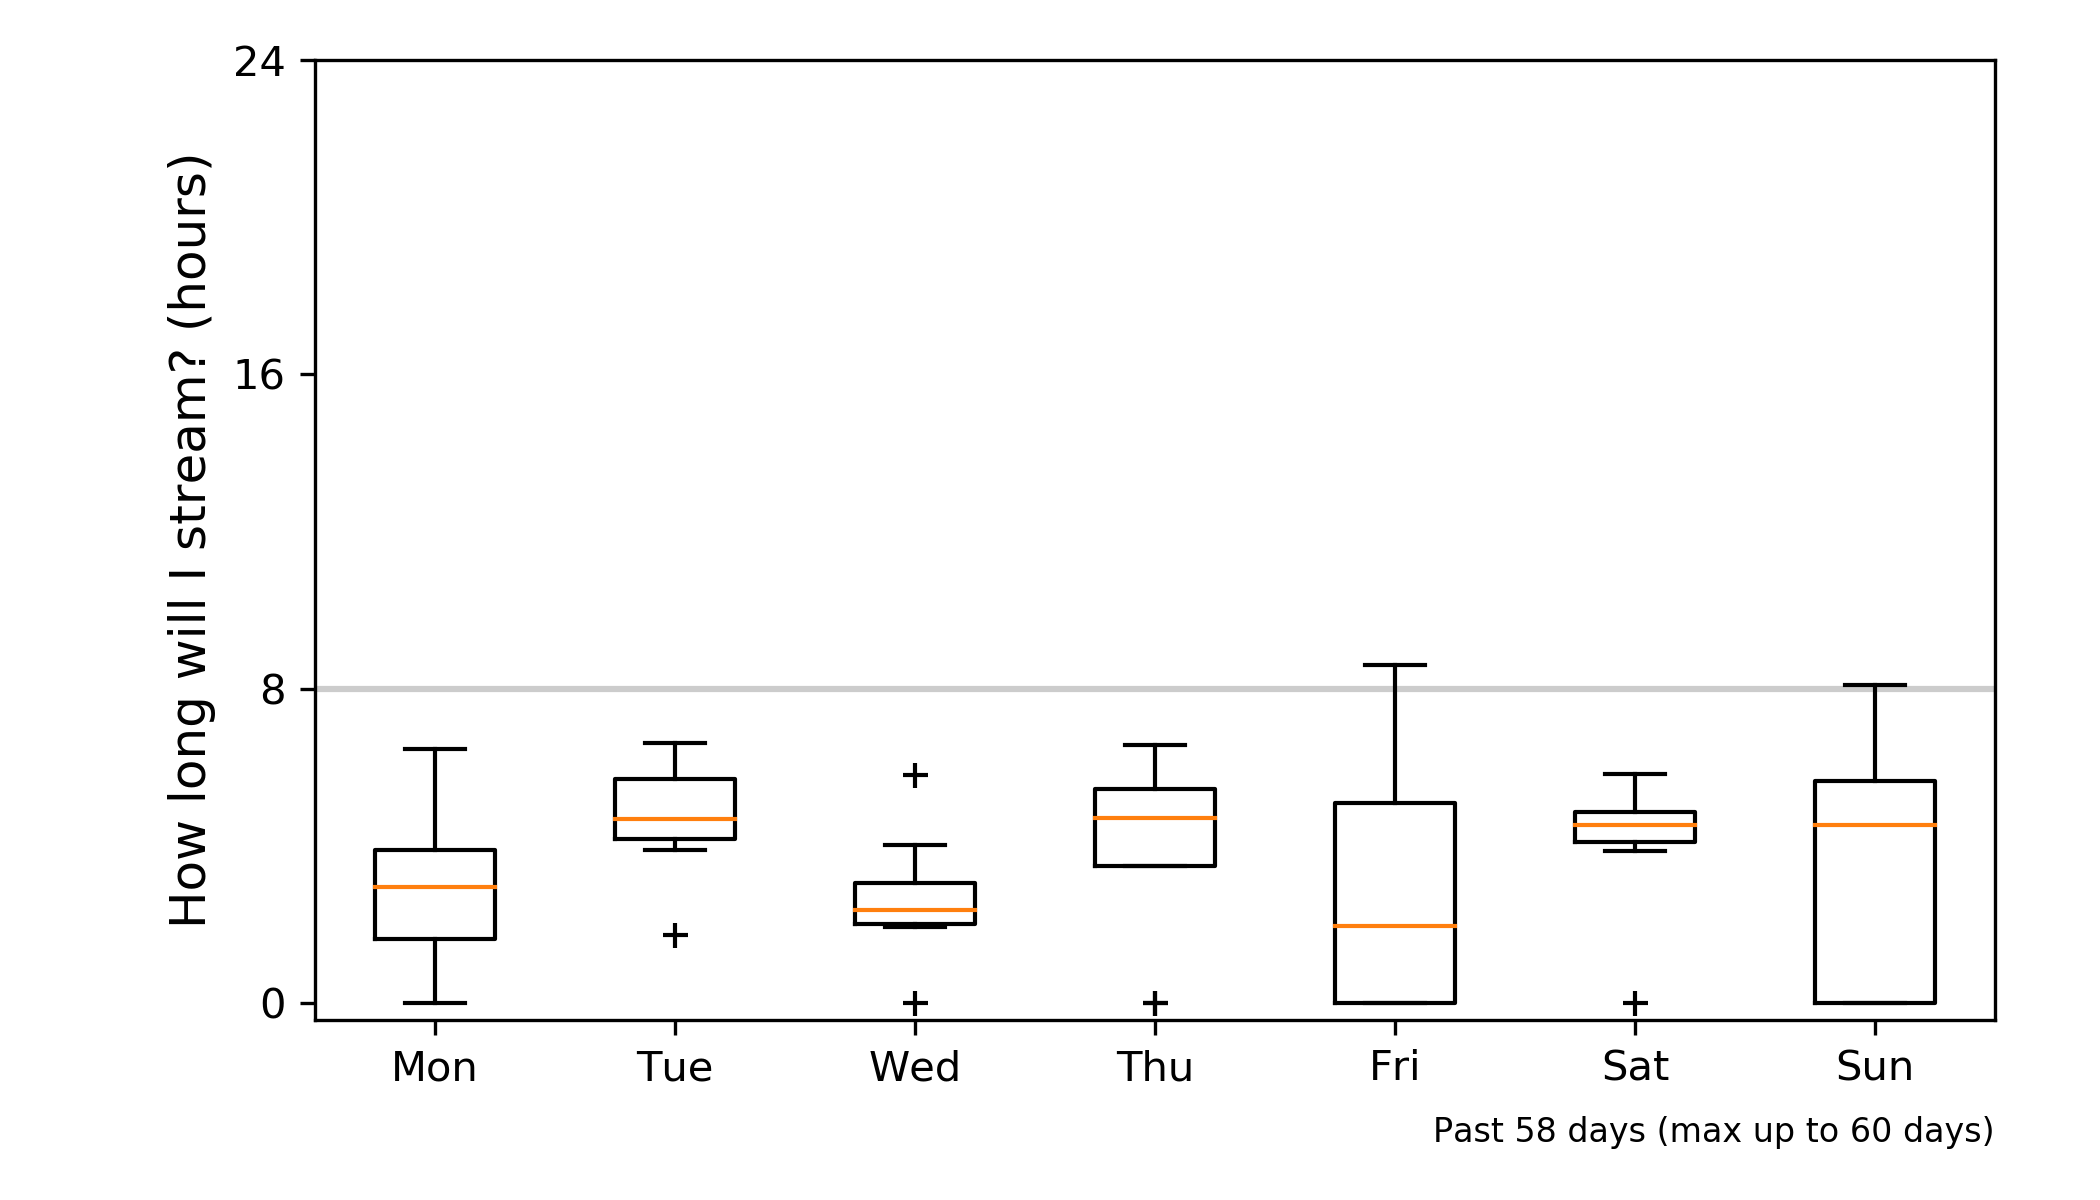 How long will I stream? (hours)
24
16
8
0
Mon Tue Wed Thu Fri Sat Sun
Past 58 days (max up to 60 days)